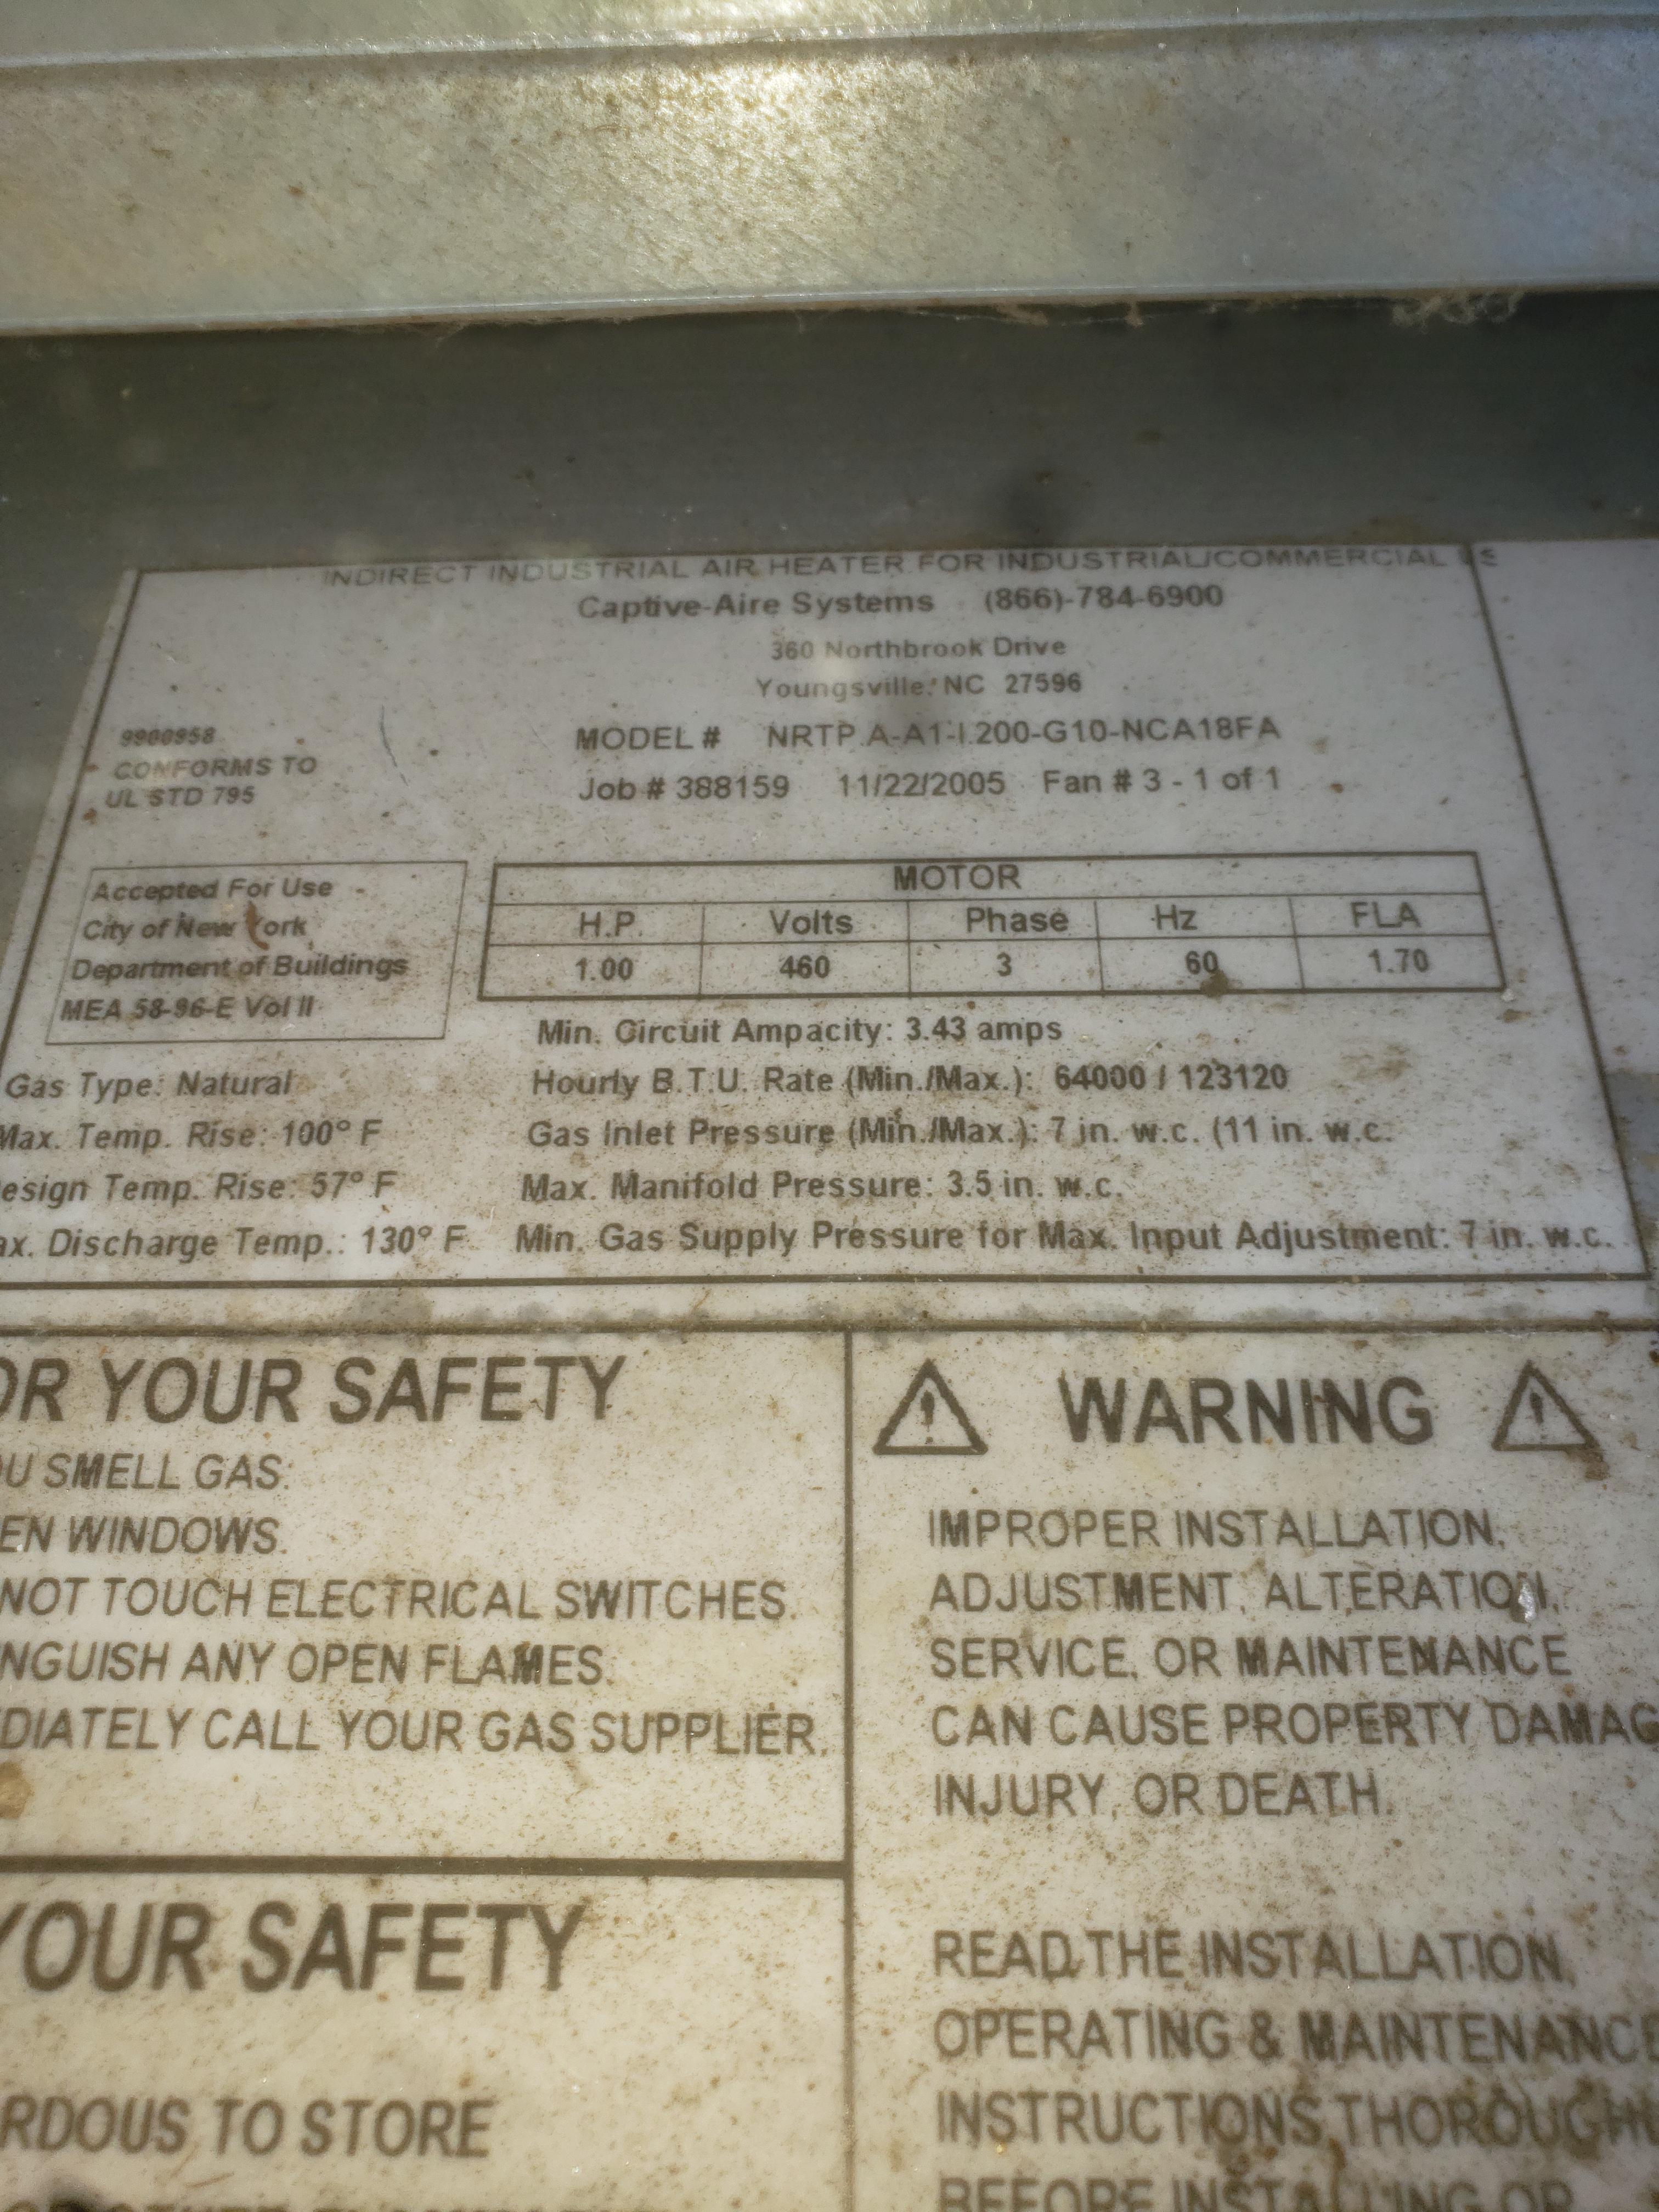 INDIRECT INDUSTRIAL AIR HEATER FOR INDUSTRIAL/COMMERCIAL
Captive-Aire Systems (866)-784-6900
360 Northbrook Drive
Youngsville, NC 27596
9900958
CONFORMS TO
UL STD 795
MODEL # NRTP.A-A1-I.200-G10-NCA18FA
Job # 388159 11/22/2005 Fan # 3 - 1 of 1
Accepted For Use
City of New York
Department of Buildings
MEA 58-96-E Vol II
MOTOR
H.P. Volts Phase Hz FLA
1.00 460 3 60 1.70
Min. Circuit Ampacity: 3.43 amps
Gas Type: Natural
Hourly B.T.U. Rate (Min./Max.): 64000 / 123120
Max. Temp. Rise: 100° F
Gas Inlet Pressure (Min./Max.): 7 in. w.c. (11 in. w.c.
esign Temp. Rise: 57° F
Max. Manifold Pressure: 3.5 in. w.c.
ax. Discharge Temp.: 130° F
Min. Gas Supply Pressure for Max. Input Adjustment: 7 in. w.c.
OR YOUR SAFETY
U SMELL GAS:
EN WINDOWS.
NOT TOUCH ELECTRICAL SWITCHES.
NGUISH ANY OPEN FLAMES.
DIATELY CALL YOUR GAS SUPPLIER.
YOUR SAFETY
RDOUS TO STORE
WARNING
IMPROPER INSTALLATION,
ADJUSTMENT, ALTERATION,
SERVICE, OR MAINTENANCE
CAN CAUSE PROPERTY DAMAG
INJURY, OR DEATH.
READ THE INSTALLATION,
OPERATING & MAINTENANCE
INSTRUCTIONS THOROUGH
BEFORE INSTALLING OR